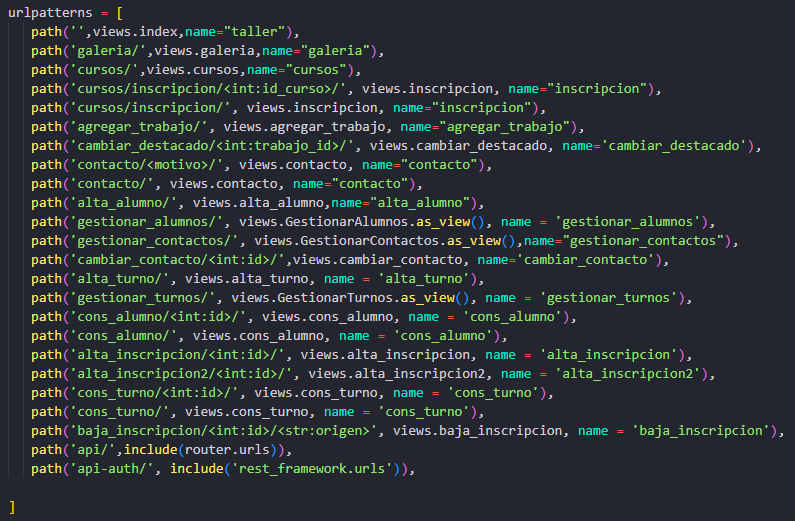 urlpatterns = [
path('',views.index,name="taller"),
path('galeria/',views.galeria,name="galeria"),
path('cursos/',views.cursos,name="cursos"),
path('cursos/inscripcion/<int:id_curso>/', views.inscripcion, name="inscripcion"),
path('cursos/inscripcion/', views.inscripcion, name="inscripcion"),
path('agregar_trabajo/', views.agregar_trabajo, name="agregar_trabajo"),
path('cambiar_destacado/<int:trabajo_id>/', views.cambiar_destacado, name='cambiar_destacado'),
path('contacto/<motivo>/', views.contacto, name="contacto"),
path('contacto/', views.contacto, name="contacto"),
path('alta_alumno/', views.alta_alumno,name="alta_alumno"),
path('gestionar_alumnos/', views.GestionarAlumnos.as_view(), name = 'gestionar_alumnos'),
path('gestionar_contactos/', views.GestionarContactos.as_view(),name="gestionar_contactos"),
path('cambiar_contacto/<int:id>/',views.cambiar_contacto, name='cambiar_contacto'),
path('alta_turno/', views.alta_turno, name = 'alta_turno'),
path('gestionar_turnos/', views.GestionarTurnos.as_view(), name = 'gestionar_turnos'),
path('cons_alumno/<int:id>/', views.cons_alumno, name = 'cons_alumno'),
path('cons_alumno/', views.cons_alumno, name = 'cons_alumno'),
path('alta_inscripcion/<int:id>/', views.alta_inscripcion, name = 'alta_inscripcion'),
path('alta_inscripcion2/<int:id>/', views.alta_inscripcion2, name = 'alta_inscripcion2'),
path('cons_turno/<int:id>/', views.cons_turno, name = 'cons_turno'),
path('cons_turno/', views.cons_turno, name = 'cons_turno'),
path('baja_inscripcion/<int:id>/<str:origen>', views.baja_inscripcion, name = 'baja_inscripcion'),
path('api/',include(router.urls)),
path('api-auth/', include('rest_framework.urls')),
]